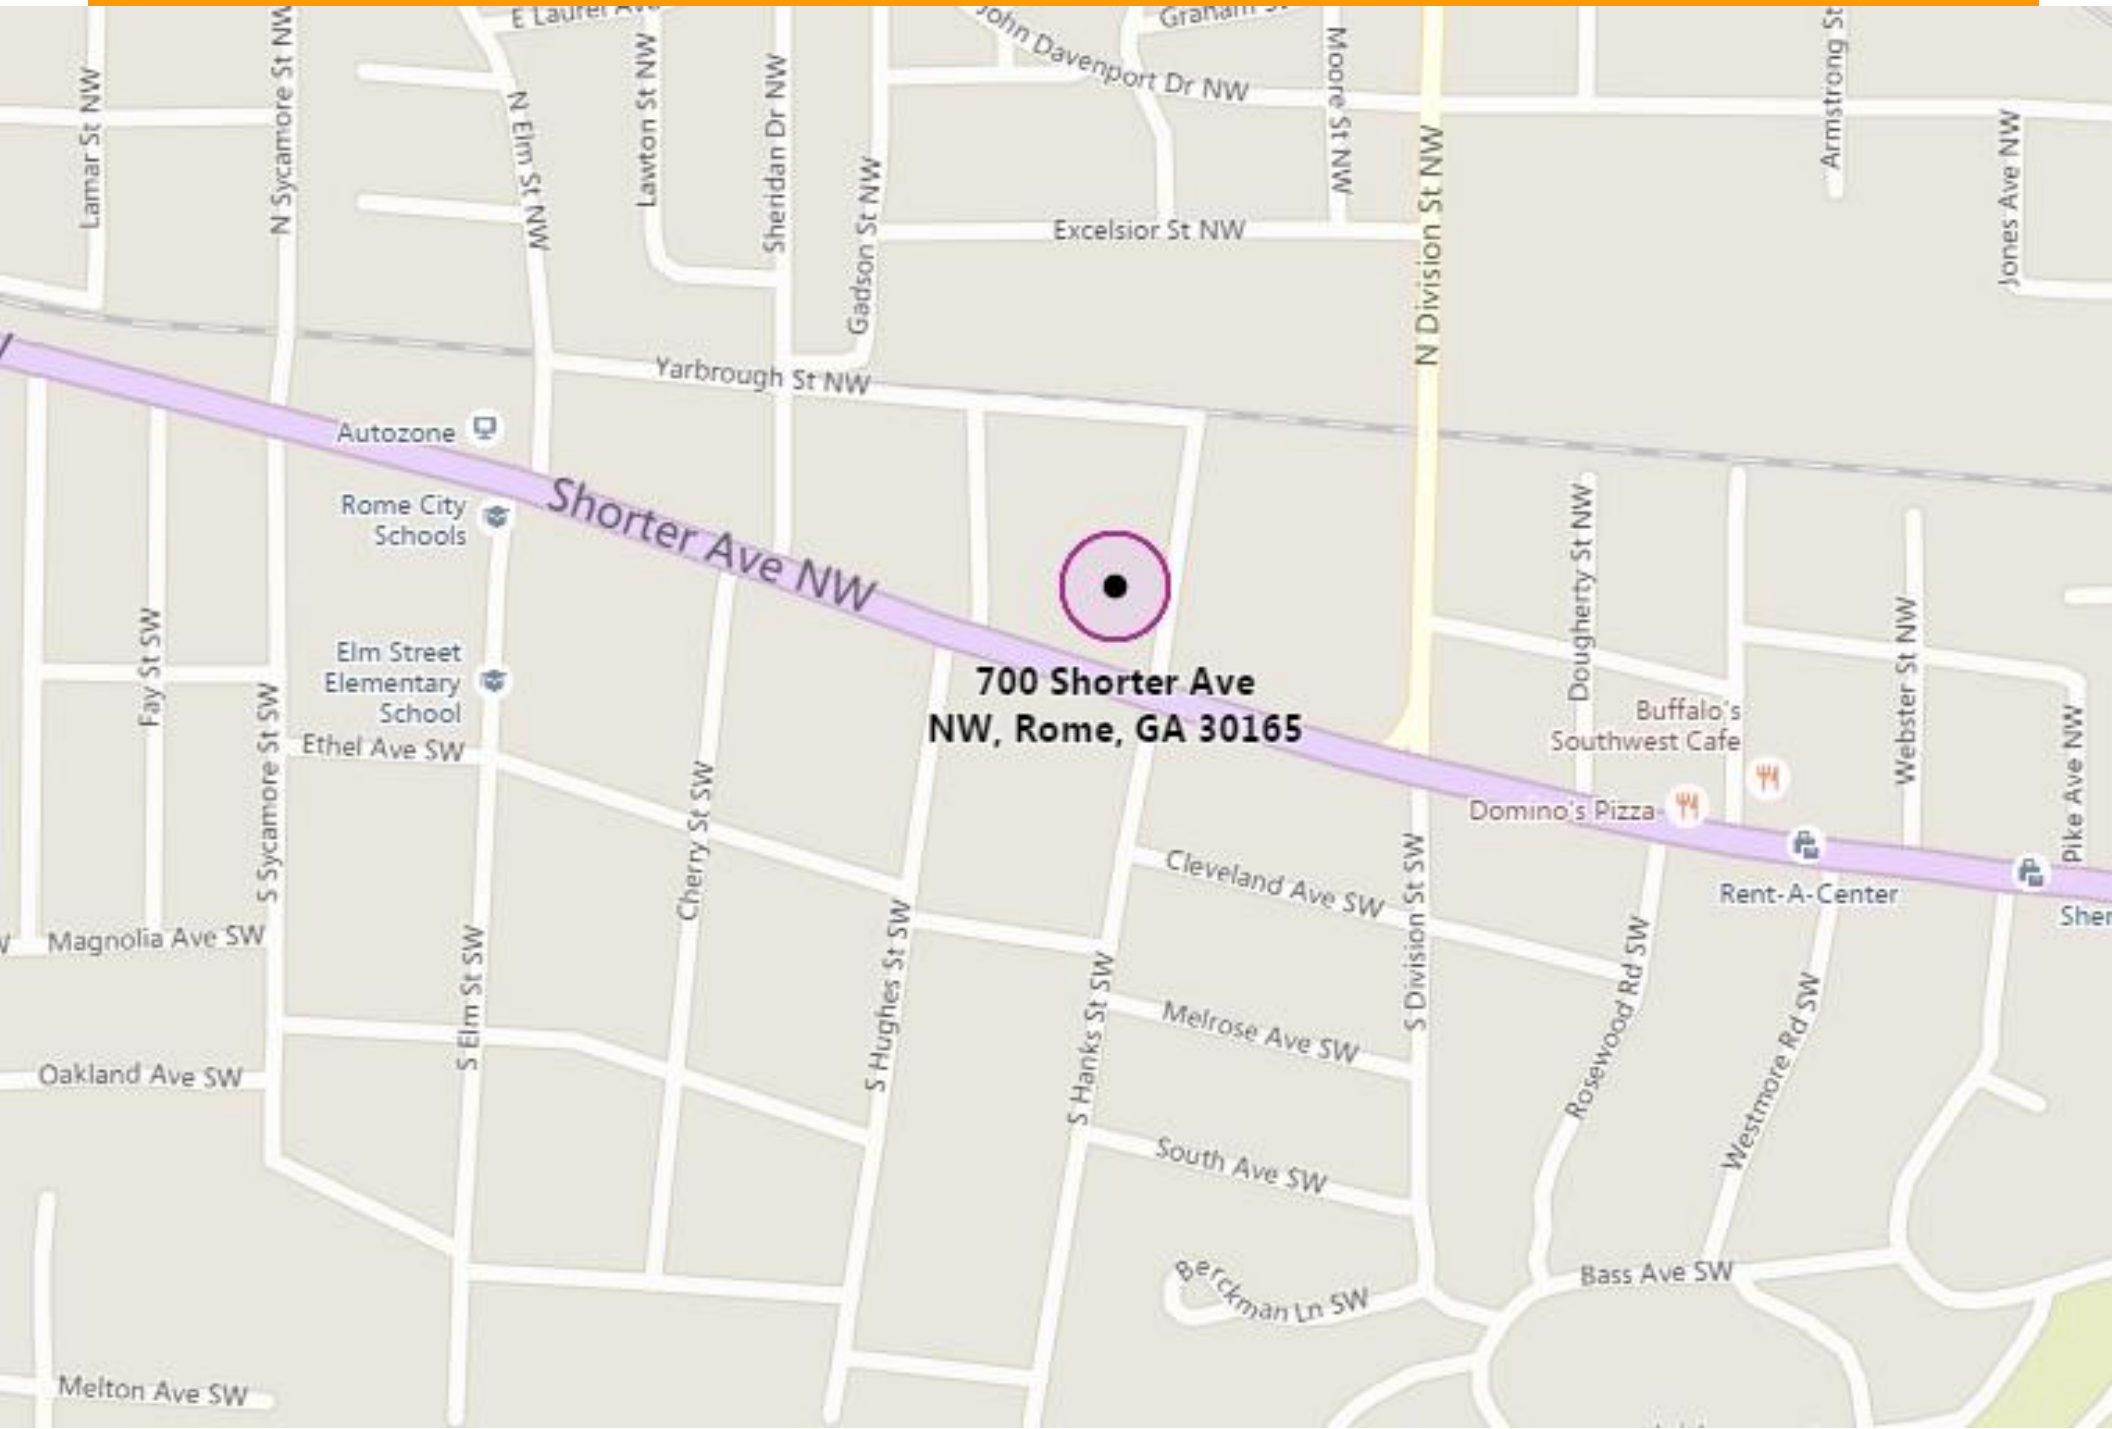 E Laurel Ave
Graham St
John Davenport Dr NW
Lamar St NW
N Sycamore St NW
N Elm St NW
Lawton St NW
Sheridan Dr NW
Gadson St NW
Moore St NW
N Division St NW
Armstrong St
Jones Ave NW
Excelsior St NW
Yarbrough St NW
Autozone
Rome City
Schools
Shorter Ave NW
Dougherty St NW
Webster St NW
Pike Ave NW
Fay St SW
Elm Street
Elementary
School
700 Shorter Ave
NW, Rome, GA 30165
Buffalo's
Southwest Cafe
Domino's Pizza
Rent-A-Center
Sher
Ethel Ave SW
S Sycamore St SW
Cherry St SW
Cleveland Ave SW
S Division St SW
W
Magnolia Ave SW
S Elm St SW
S Hughes St SW
S Hanks St SW
Melrose Ave SW
Rosewood Rd SW
Westmore Rd SW
Oakland Ave SW
South Ave SW
Berckman Ln SW
Bass Ave SW
Melton Ave SW